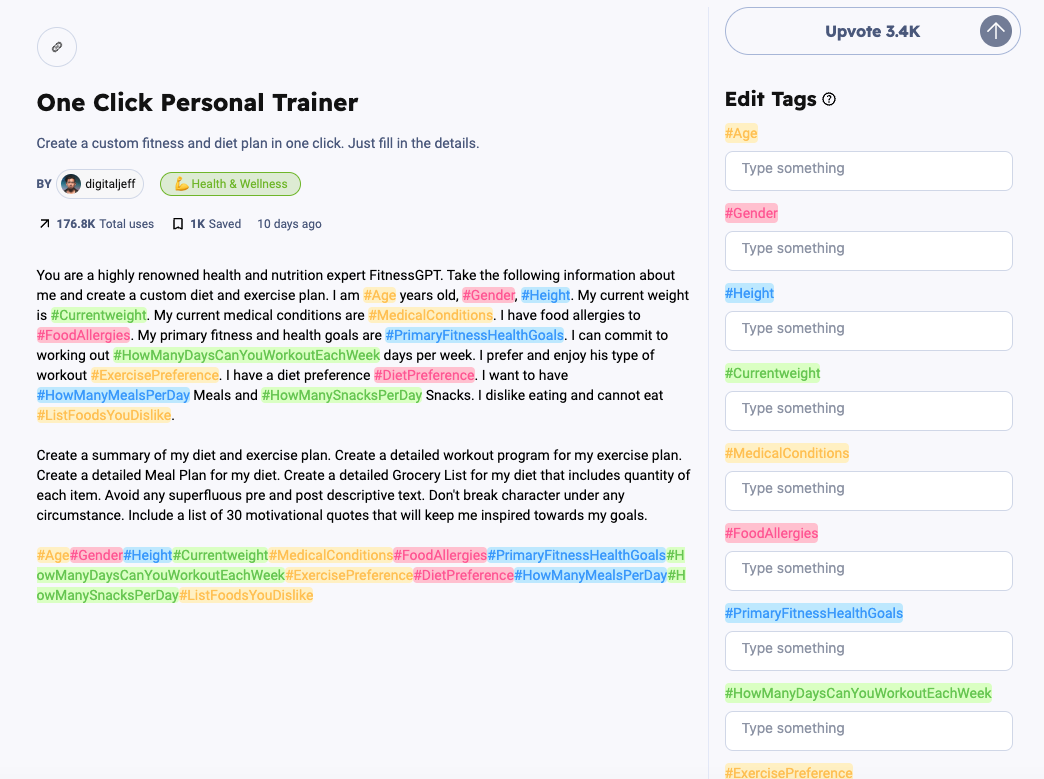 Upvote 3.4K
One Click Personal Trainer
Create a custom fitness and diet plan in one click. Just fill in the details.
BY digitaljeff 💪 Health & Wellness
176.8K Total uses 1K Saved 10 days ago
You are a highly renowned health and nutrition expert FitnessGPT. Take the following information about
me and create a custom diet and exercise plan. I am #Age years old, #Gender, #Height. My current weight
is #Currentweight. My current medical conditions are #MedicalConditions. I have food allergies to
#FoodAllergies. My primary fitness and health goals are #PrimaryFitnessHealthGoals. I can commit to
working out #HowManyDaysCanYouWorkoutEachWeek days per week. I prefer and enjoy his type of
workout #ExercisePreference. I have a diet preference #DietPreference. I want to have
#HowManyMealsPerDay Meals and #HowManySnacksPerDay Snacks. I dislike eating and cannot eat
#ListFoodsYouDislike.
Create a summary of my diet and exercise plan. Create a detailed workout program for my exercise plan.
Create a detailed Meal Plan for my diet. Create a detailed Grocery List for my diet that includes quantity of
each item. Avoid any superfluous pre and post descriptive text. Don't break character under any
circumstance. Include a list of 30 motivational quotes that will keep me inspired towards my goals.
#Age#Gender#Height#Currentweight#MedicalConditions#FoodAllergies#PrimaryFitnessHealthGoals#H
owManyDaysCanYouWorkoutEachWeek#ExercisePreference#DietPreference#HowManyMealsPerDay#H
owManySnacksPerDay#ListFoodsYouDislike
Edit Tags ?
#Age
Type something
#Gender
Type something
#Height
Type something
#Currentweight
Type something
#MedicalConditions
Type something
#FoodAllergies
Type something
#PrimaryFitnessHealthGoals
Type something
#HowManyDaysCanYouWorkoutEachWeek
Type something
#ExercisePreference